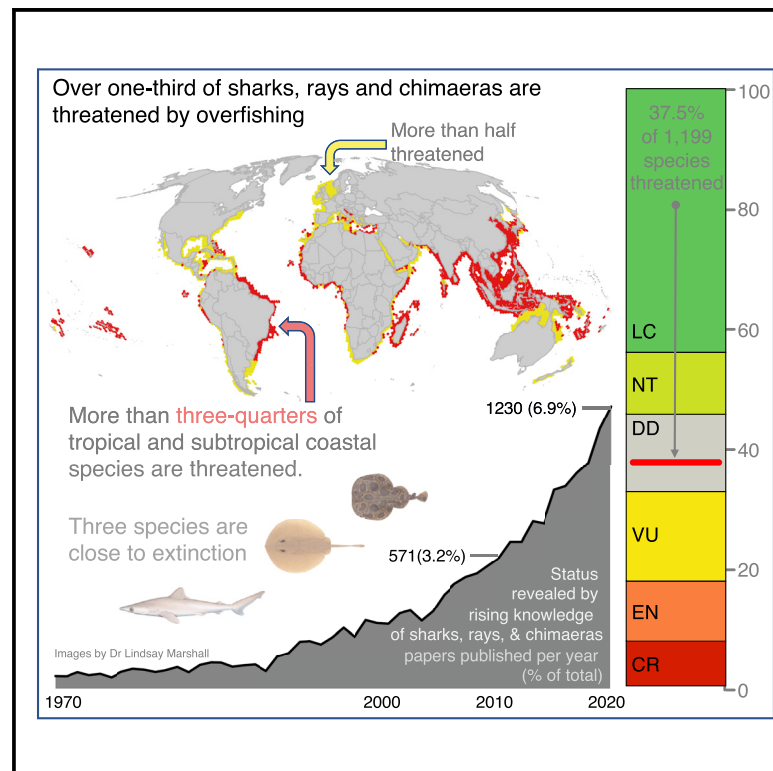 Over one-third of sharks, rays and chimaeras are
threatened by overfishing
More than half
threatened
More than three-quarters of
tropical and subtropical coastal
species are threatened.
Three species are
close to extinction
Images by Dr Lindsay Marshall
1230 (6.9%)
571(3.2%)
Status
revealed by
rising knowledge
of sharks, rays, & chimaeras
papers published per year
(% of total)
1970
2000
2010
2020
37.5%
of 1,199
species
threatened
LC
NT
DD
VU
EN
CR
100
80
60
40
20
0